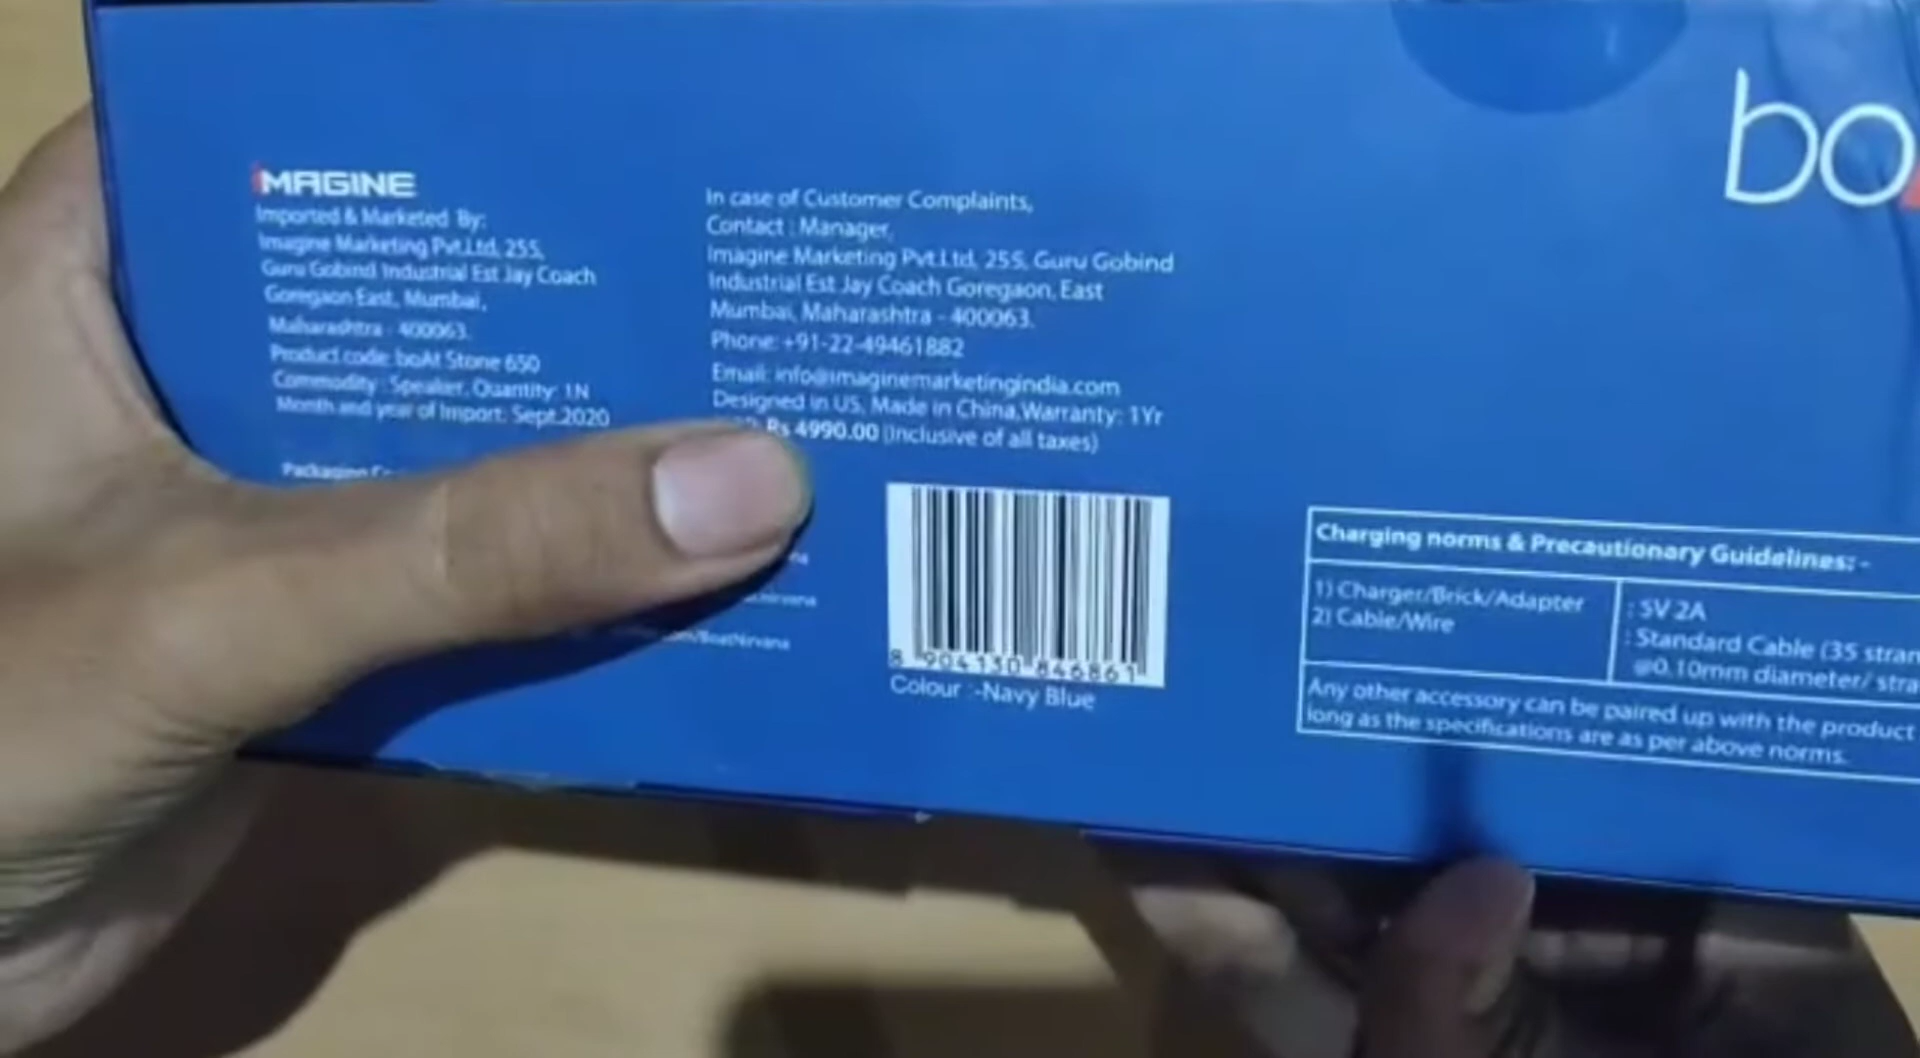 iMAGINE
Imported & Marketed By:
Imagine Marketing Pvt.Ltd, 255,
Guru Gobind Industrial Est Jay Coach
Goregaon East, Mumbai,
Maharashtra - 400063.
Product code: boAt Stone 650
Commodity : Speaker, Quantity: 1N
Month and year of Import: Sept.2020
Packaging
In case of Customer Complaints,
Contact : Manager,
Imagine Marketing Pvt.Ltd, 255, Guru Gobind
Industrial Est Jay Coach Goregaon, East
Mumbai, Maharashtra - 400063.
Phone: +91-22-49461882
Email: info@imaginemarketingindia.com
Designed in US, Made in China,Warranty: 1Yr
Rs 4990.00 (Inclusive of all taxes)
/BoatNirvana
8 904130 846861
Colour :-Navy Blue
bo
Charging norms & Precautionary Guidelines: -
1) Charger/Brick/Adapter : 5V 2A
2) Cable/Wire : Standard Cable (35 stran
@0.10mm diameter/ stra
Any other accessory can be paired up with the product
long as the specifications are as per above norms.